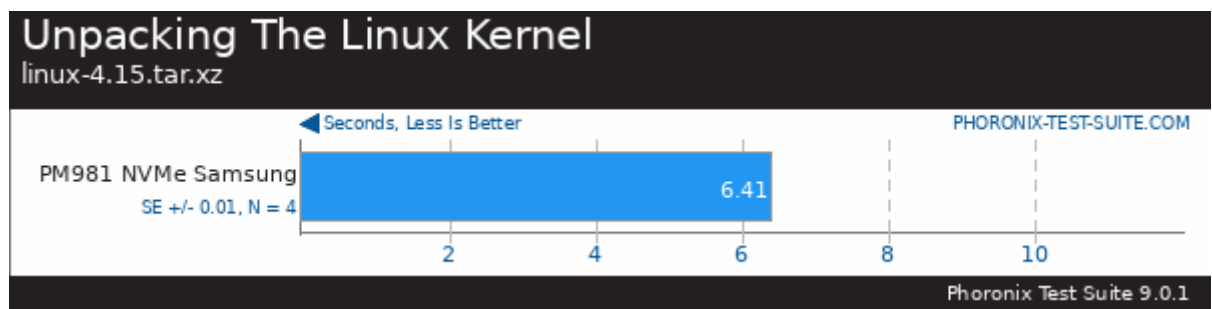 Unpacking The Linux Kernel
linux-4.15.tar.xz
Seconds, Less Is Better PHORONIX-TEST-SUITE.COM
PM981 NVMe Samsung
6.41
SE +/- 0.01, N = 4
2 4 6 8 10
Phoronix Test Suite 9.0.1